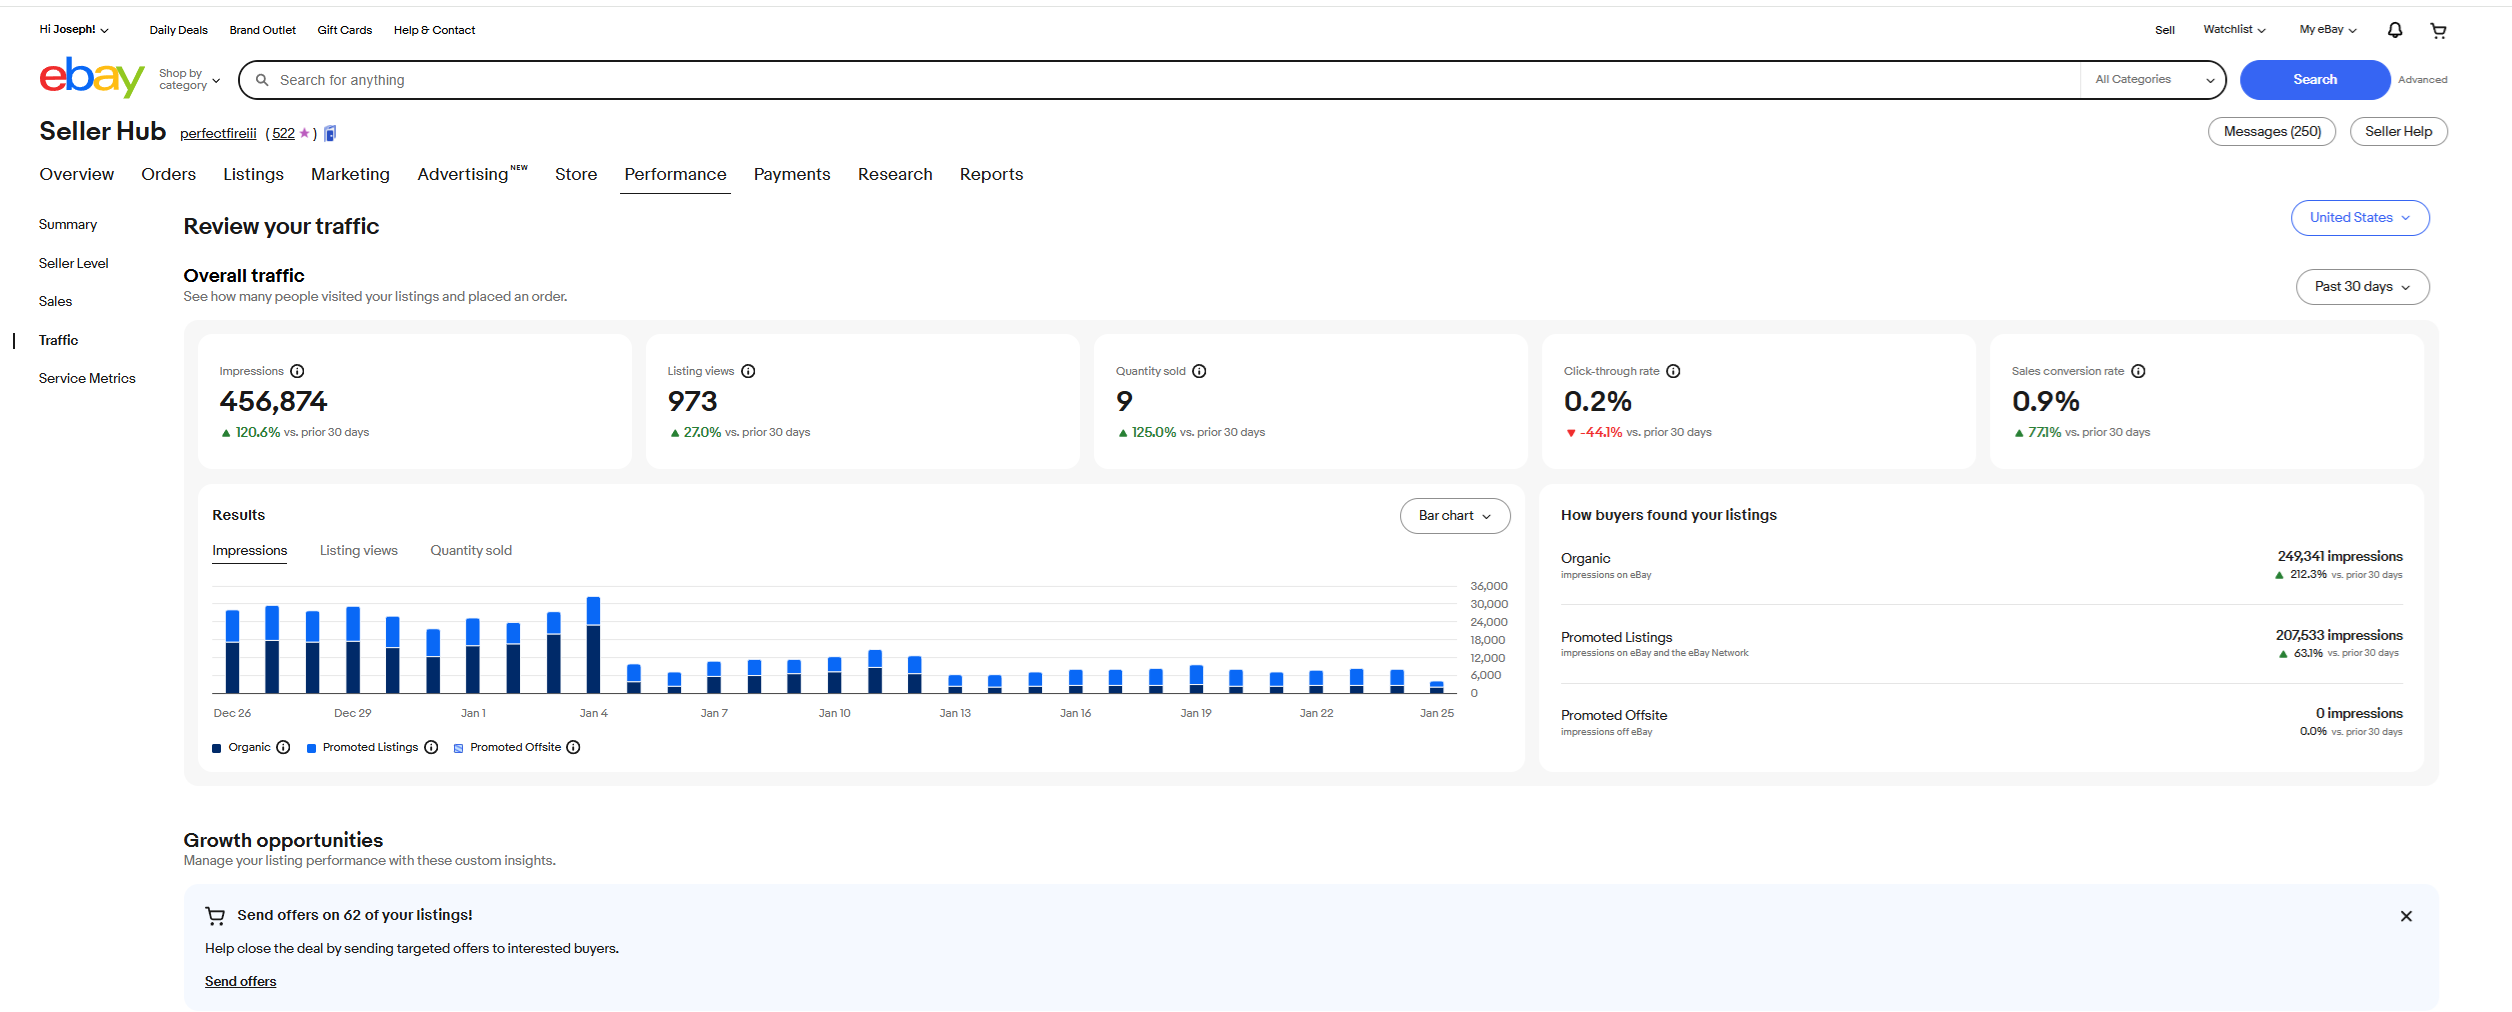 Hi Joseph!
Daily Deals
Brand Outlet
Gift Cards
Help & Contact
Sell
Watchlist
My eBay
ebay
Shop by
category
Search for anything
All Categories
Search
Advanced
Seller Hub
perfectfireiii (522 ★)
Messages (250)
Seller Help
Overview
Orders
Listings
Marketing
Advertising NEW
Store
Performance
Payments
Research
Reports
Summary
Seller Level
Sales
Traffic
Service Metrics
Review your traffic
United States
Overall traffic
See how many people visited your listings and placed an order.
Past 30 days
Impressions
456,874
120.6% vs. prior 30 days
Listing views
973
27.0% vs. prior 30 days
Quantity sold
9
125.0% vs. prior 30 days
Click-through rate
0.2%
-44.1% vs. prior 30 days
Sales conversion rate
0.9%
77.1% vs. prior 30 days
Results
Bar chart
Impressions
Listing views
Quantity sold
36,000
30,000
24,000
18,000
12,000
6,000
0
Dec 26
Dec 29
Jan 1
Jan 4
Jan 7
Jan 10
Jan 13
Jan 16
Jan 19
Jan 22
Jan 25
Organic
Promoted Listings
Promoted Offsite
How buyers found your listings
Organic
impressions on eBay
249,341 impressions
212.3% vs. prior 30 days
Promoted Listings
impressions on eBay and the eBay Network
207,533 impressions
63.1% vs. prior 30 days
Promoted Offsite
impressions off eBay
0 impressions
0.0% vs. prior 30 days
Growth opportunities
Manage your listing performance with these custom insights.
Send offers on 62 of your listings!
Help close the deal by sending targeted offers to interested buyers.
Send offers